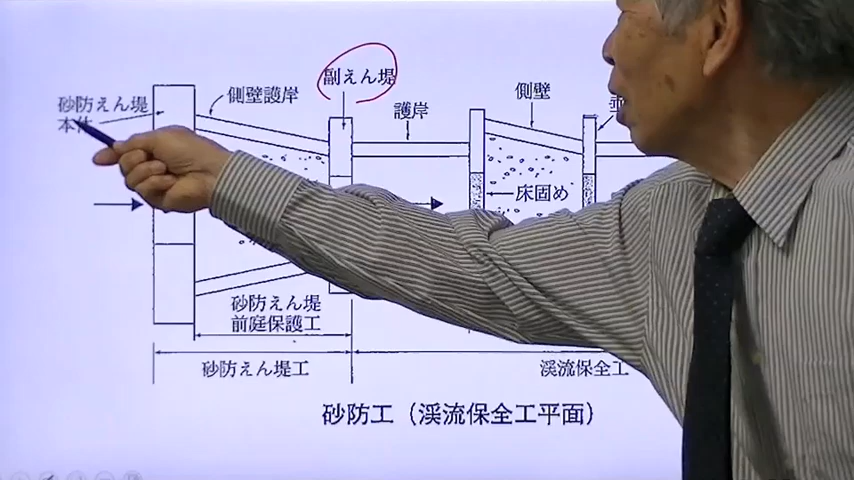 副えん堤
側壁護岸
側壁
砂防えん堤
本体
護岸
床固め
砂防えん堤
前庭保護工
砂防えん堤工
渓流保全工
砂防工（渓流保全工平面）